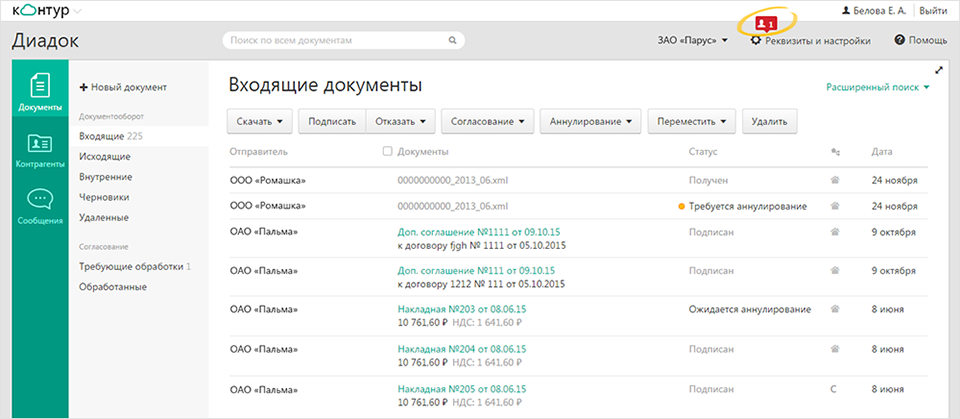 контур
Белова Е. А. Выйти
1
Диадок
Поиск по всем документам
ЗАО «Парус»
Реквизиты и настройки
Помощь
Документы
Контрагенты
Сообщения
+ Новый документ
Документооборот
Входящие 225
Исходящие
Внутренние
Черновики
Удаленные
Согласование
Требующие обработки 1
Обработанные
Входящие документы
Расширенный поиск
Скачать Подписать Отказать Согласование Аннулирование Переместить Удалить
Отправитель Документы Статус Дата
ООО «Ромашка» 0000000000_2013_06.xml Получен 24 ноября
ООО «Ромашка» 0000000000_2013_06.xml Требуется аннулирование 24 ноября
ОАО «Пальма» Доп. соглашение №1111 от 09.10.15 Подписан 9 октября
к договору fjgh № 1111 от 05.10.2015
ОАО «Пальма» Доп. соглашение №111 от 09.10.15 Подписан 9 октября
к договору 1212 № 111 от 05.10.2015
ОАО «Пальма» Накладная №203 от 08.06.15 Ожидается аннулирование 8 июня
10 761,60 ₽ НДС: 1 641,60 ₽
ОАО «Пальма» Накладная №204 от 08.06.15 Подписан 8 июня
10 761,60 ₽ НДС: 1 641,60 ₽
ОАО «Пальма» Накладная №205 от 08.06.15 Подписан С 8 июня
10 761,60 ₽ НДС: 1 641,60 ₽